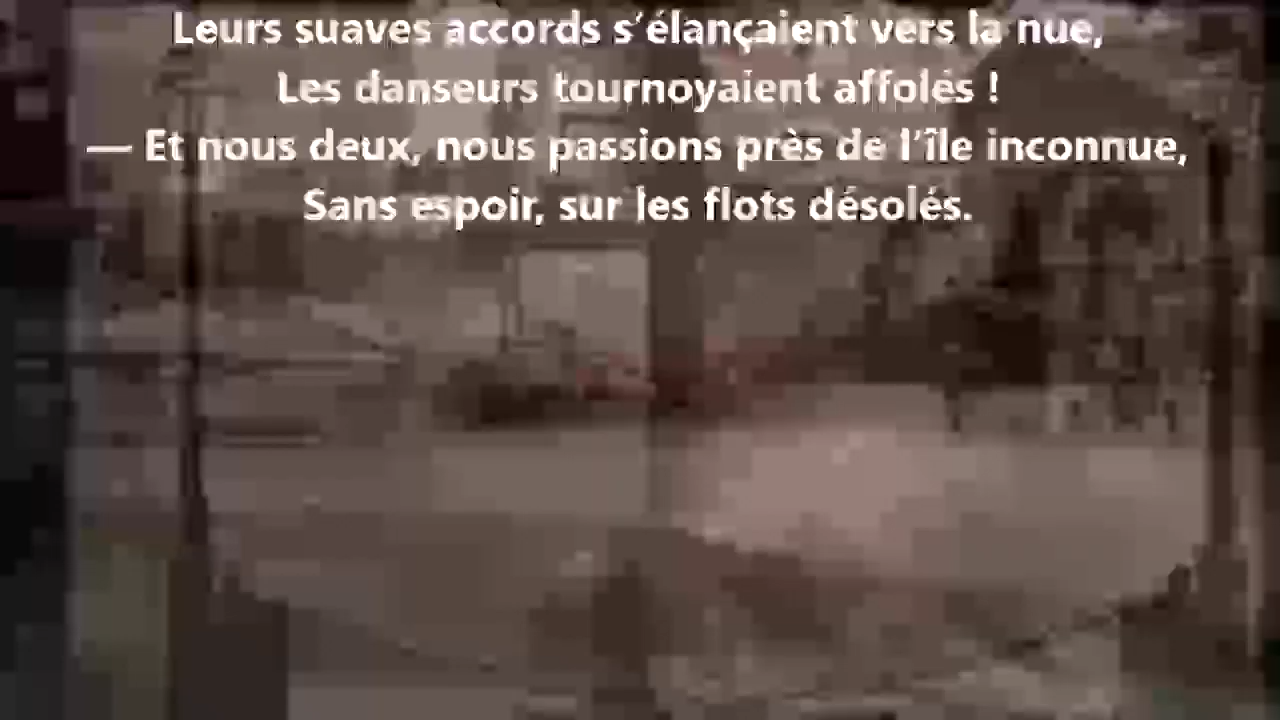 Leurs suaves accords s’élançaient vers la nue,
Les danseurs tournoyaient affolés !
— Et nous deux, nous passions près de l’île inconnue,
Sans espoir, sur les flots désolés.